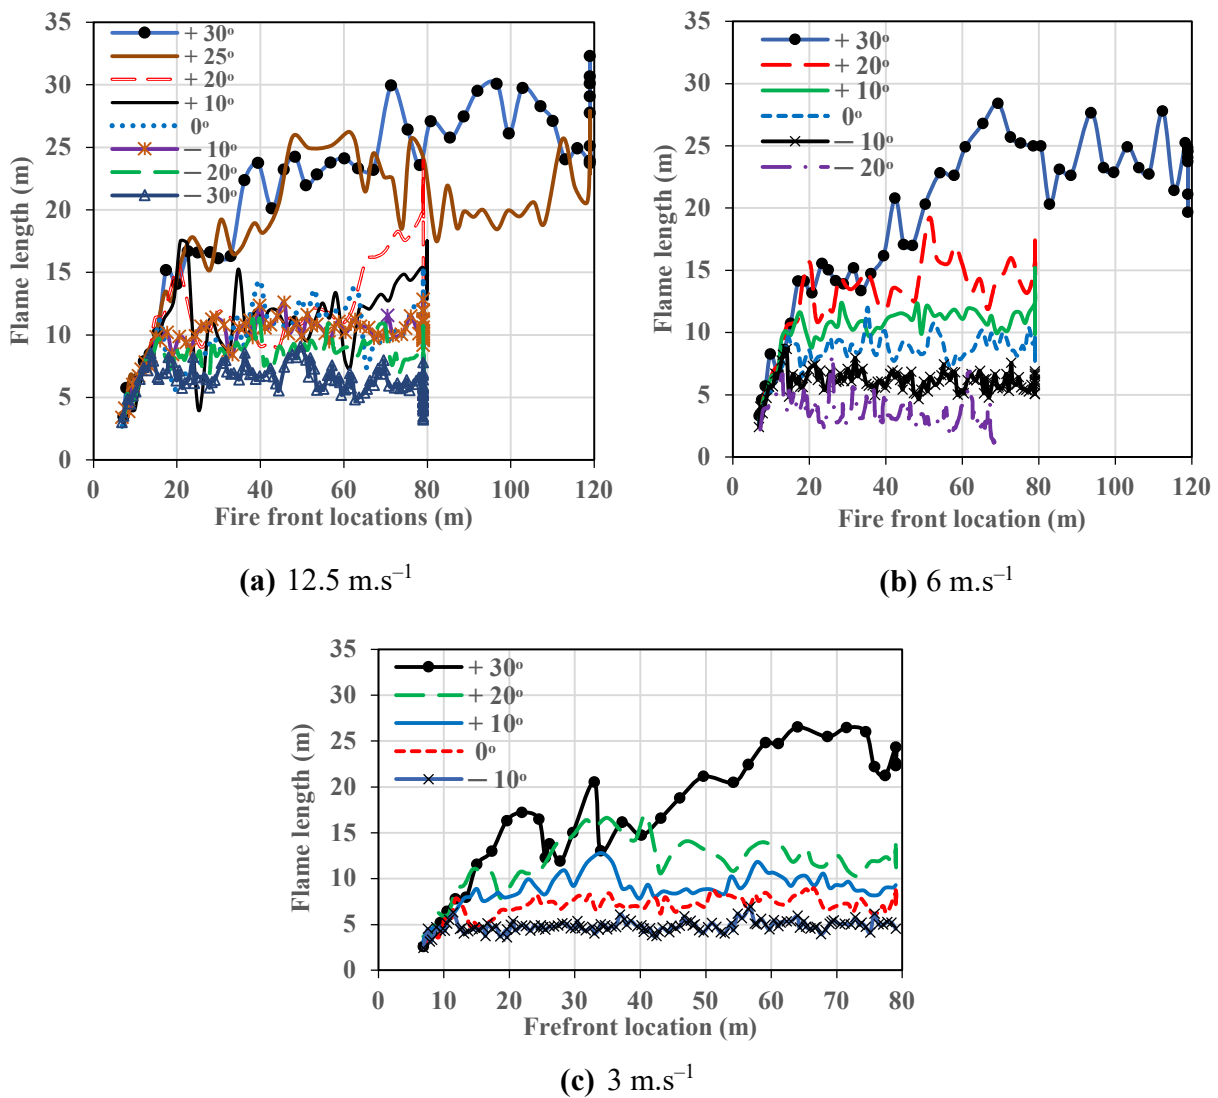 35
30
25
20
15
10
5
0
Flame length (m)
+ 30º
+ 25º
+ 20º
+ 10º
0º
— 10º
— 20º
— 30º
0 20 40 60 80 100 120
Fire front locations (m)
(a) 12.5 m.s⁻¹
35
30
25
20
15
10
5
0
Flame length (m)
+ 30º
+ 20º
+ 10º
0º
— 10º
— 20º
0 20 40 60 80 100 120
Fire front location (m)
(b) 6 m.s⁻¹
35
30
25
20
15
10
5
0
Flame length (m)
+ 30º
+ 20º
+ 10º
0º
— 10º
0 10 20 30 40 50 60 70 80
Frefront location (m)
(c) 3 m.s⁻¹